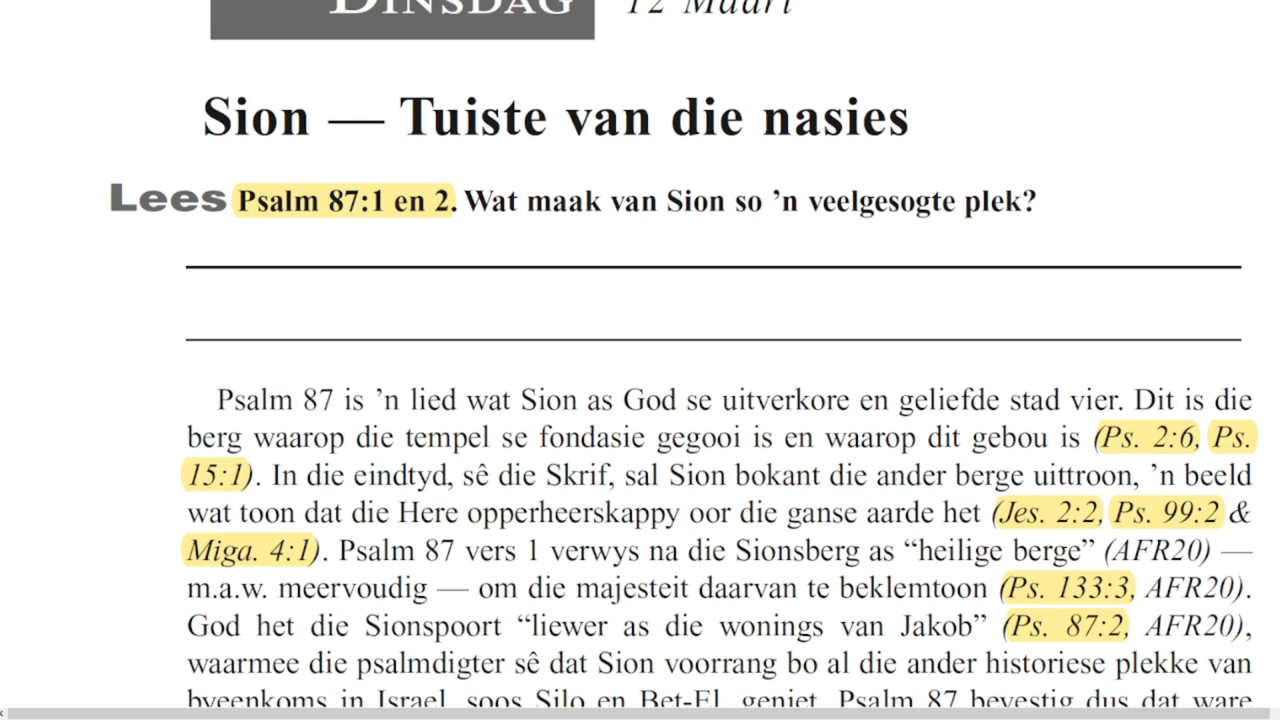 DINSDAG 12 Maart
Sion — Tuiste van die nasies
Lees Psalm 87:1 en 2. Wat maak van Sion so ’n veelgesogte plek?
Psalm 87 is ’n lied wat Sion as God se uitverkore en geliefde stad vier. Dit is die
berg waarop die tempel se fondasie gegooi is en waarop dit gebou is (Ps. 2:6, Ps.
15:1). In die eindtyd, sê die Skrif, sal Sion bokant die ander berge uittroon, ’n beeld
wat toon dat die Here opperheerskappy oor die ganse aarde het (Jes. 2:2, Ps. 99:2 &
Miga. 4:1). Psalm 87 vers 1 verwys na die Sionsberg as “heilige berge” (AFR20) —
m.a.w. meervoudig — om die majesteit daarvan te beklemtoon (Ps. 133:3, AFR20).
God het die Sionspoort “liewer as die wonings van Jakob” (Ps. 87:2, AFR20),
waarmee die psalmdigter sê dat Sion voorrang bo al die ander historiese plekke van
byeenkoms in Israel, soos Silo en Bet-El, geniet. Psalm 87 bevestig dus dat ware